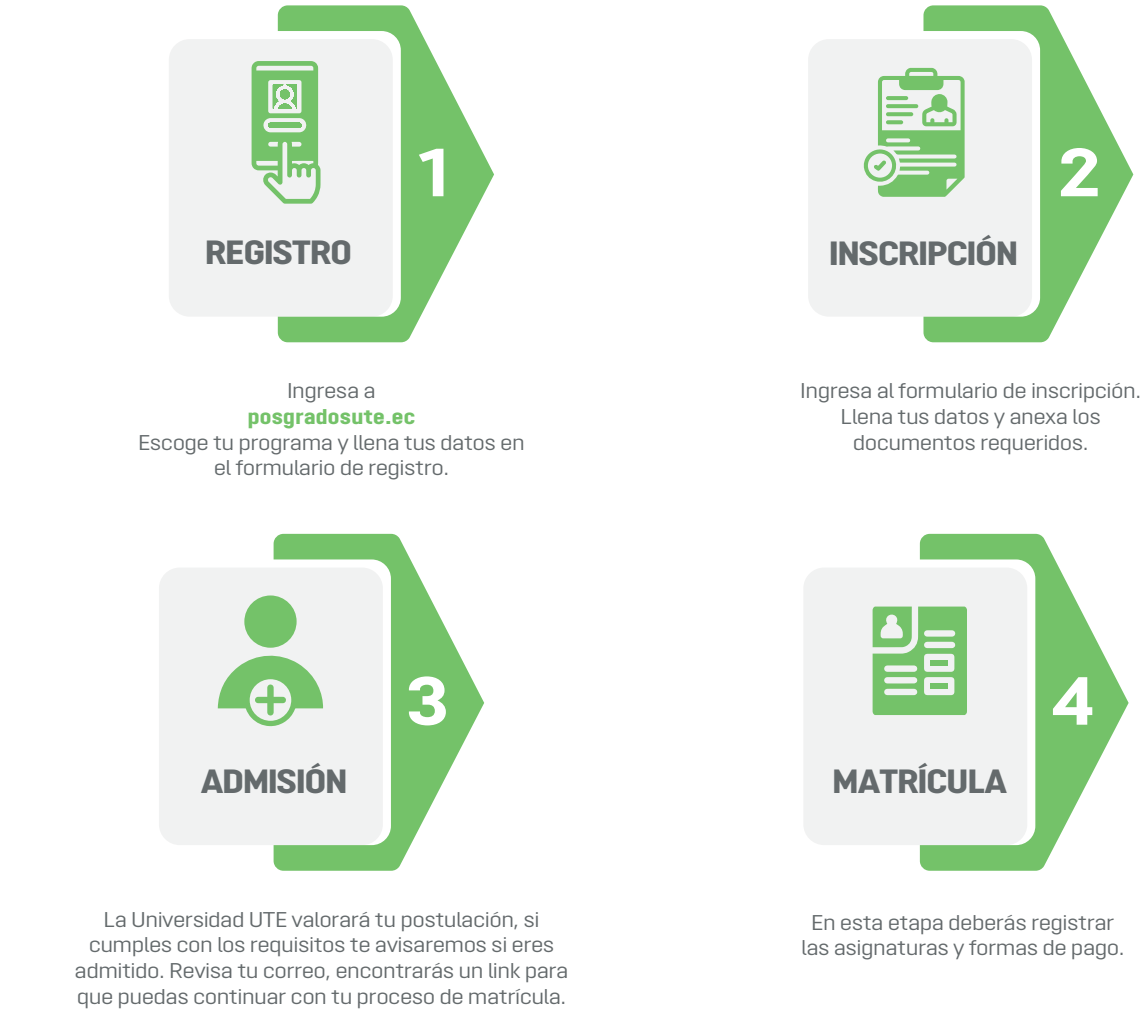 1
REGISTRO
Ingresa a
posgradosute.ec
Escoge tu programa y llena tus datos en
el formulario de registro.
2
INSCRIPCIÓN
Ingresa al formulario de inscripción.
Llena tus datos y anexa los
documentos requeridos.
3
ADMISIÓN
La Universidad UTE valorará tu postulación, si
cumples con los requisitos te avisaremos si eres
admitido. Revisa tu correo, encontrarás un link para
que puedas continuar con tu proceso de matrícula.
4
MATRÍCULA
En esta etapa deberás registrar
las asignaturas y formas de pago.